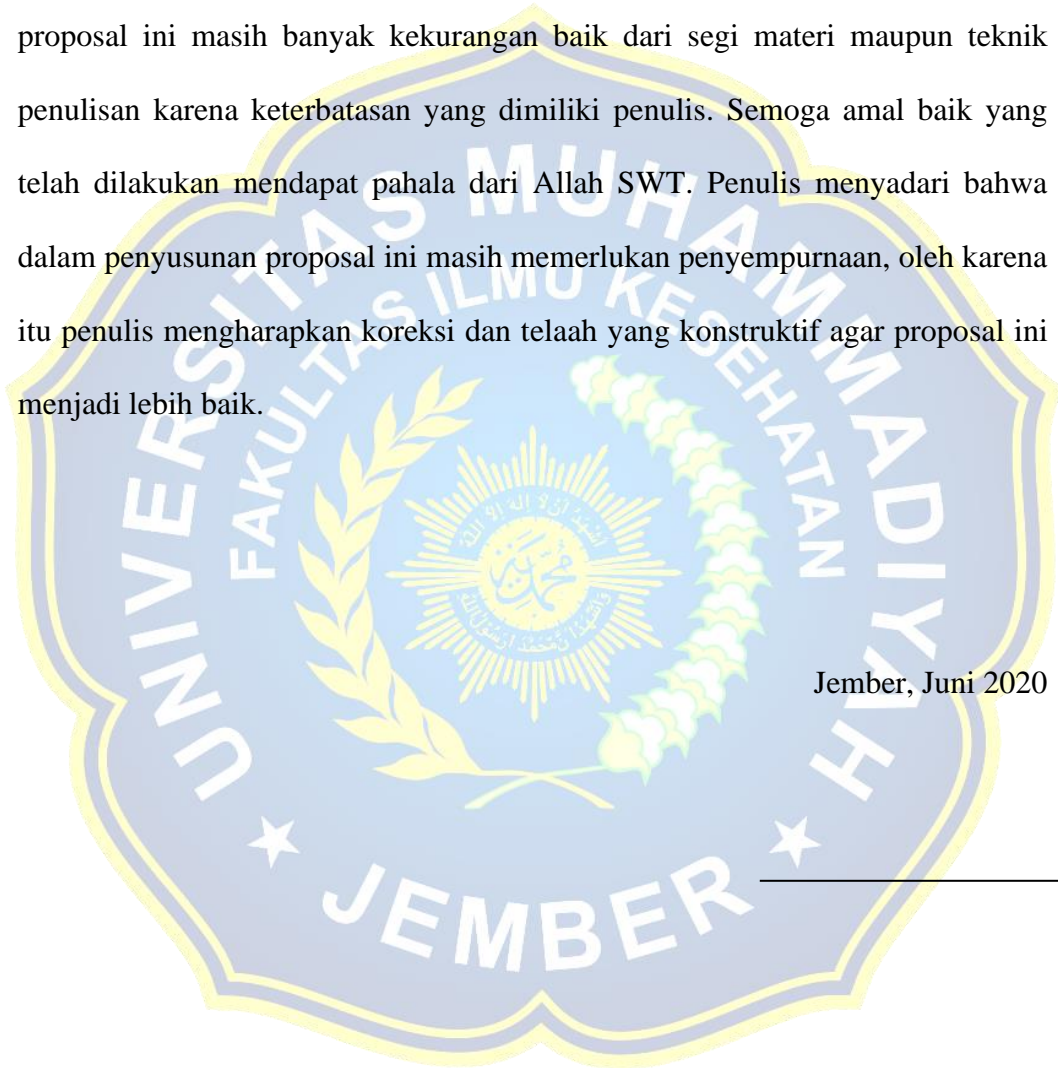 proposal ini masih banyak kekurangan baik dari segi materi maupun teknik
penulisan karena keterbatasan yang dimiliki penulis. Semoga amal baik yang
telah dilakukan mendapat pahala dari Allah SWT. Penulis menyadari bahwa
dalam penyusunan proposal ini masih memerlukan penyempurnaan, oleh karena
itu penulis mengharapkan koreksi dan telaah yang konstruktif agar proposal ini
menjadi lebih baik.
Jember, Juni 2020
UNIVERSITAS MUHAMMADIYAH
FAKULTAS ILMU KESEHATAN
JEMBER